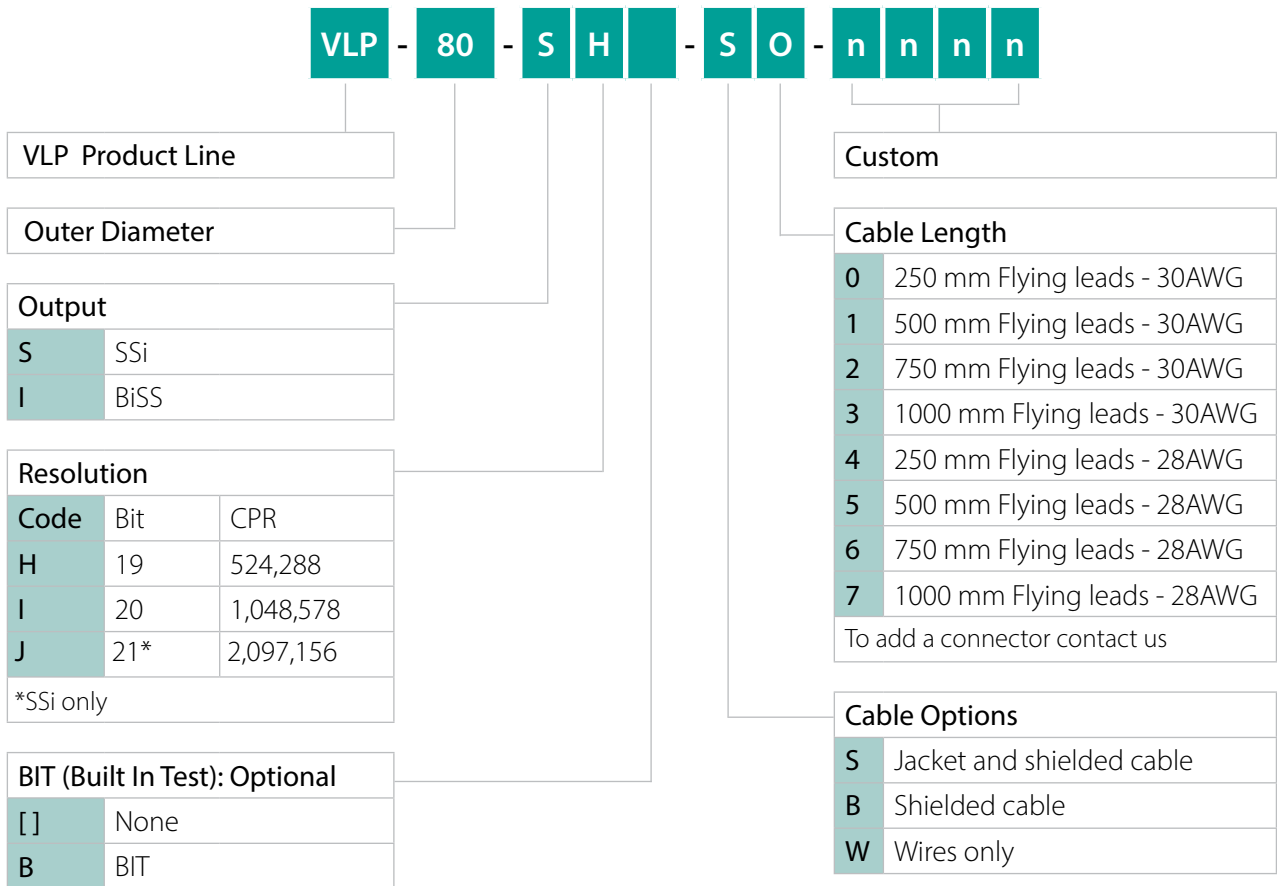 VLP - 80 - S H - S O - n n n n
VLP Product Line
Outer Diameter
Output
S SSi
I BiSS
Resolution
Code Bit CPR
H 19 524,288
I 20 1,048,578
J 21* 2,097,156
*SSi only
BIT (Built In Test): Optional
[ ] None
B BIT
Custom
Cable Length
0 250 mm Flying leads - 30AWG
1 500 mm Flying leads - 30AWG
2 750 mm Flying leads - 30AWG
3 1000 mm Flying leads - 30AWG
4 250 mm Flying leads - 28AWG
5 500 mm Flying leads - 28AWG
6 750 mm Flying leads - 28AWG
7 1000 mm Flying leads - 28AWG
To add a connector contact us
Cable Options
S Jacket and shielded cable
B Shielded cable
W Wires only